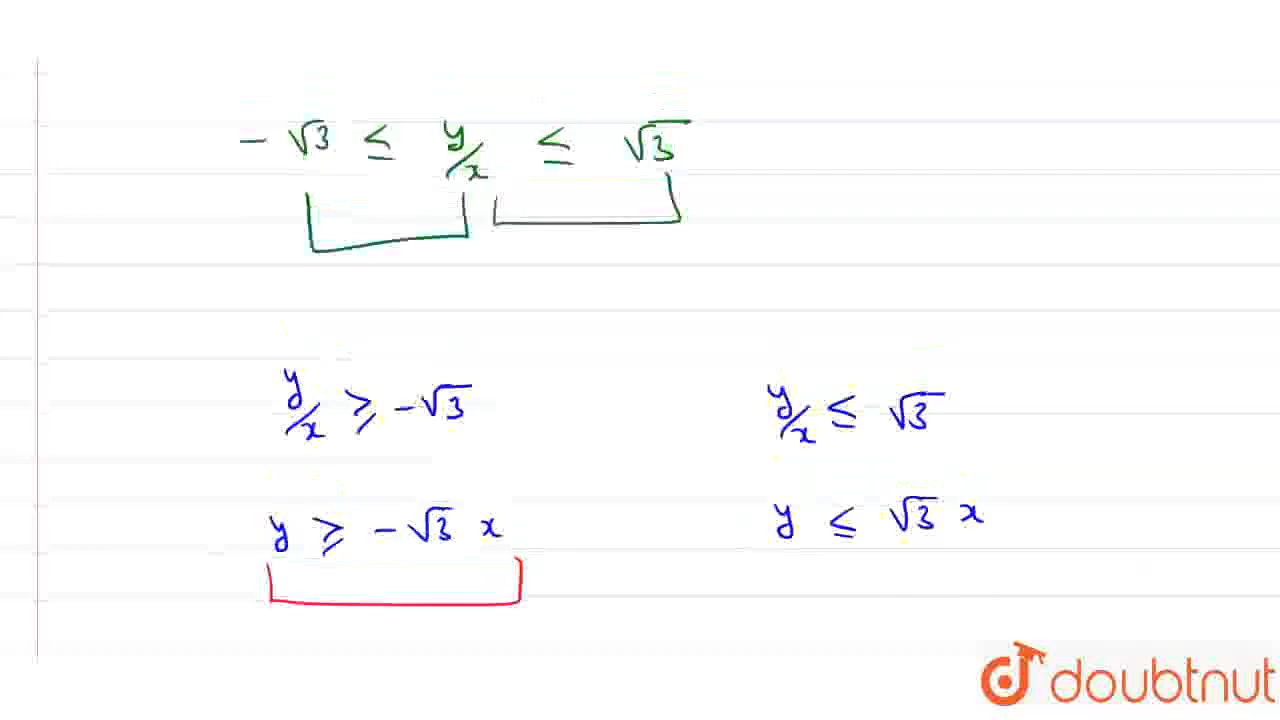 - √3 ≤ y/x ≤ √3
y/x ≥ -√3 y/x ≤ √3
y ≥ -√3 x y ≤ √3 x
doubtnut